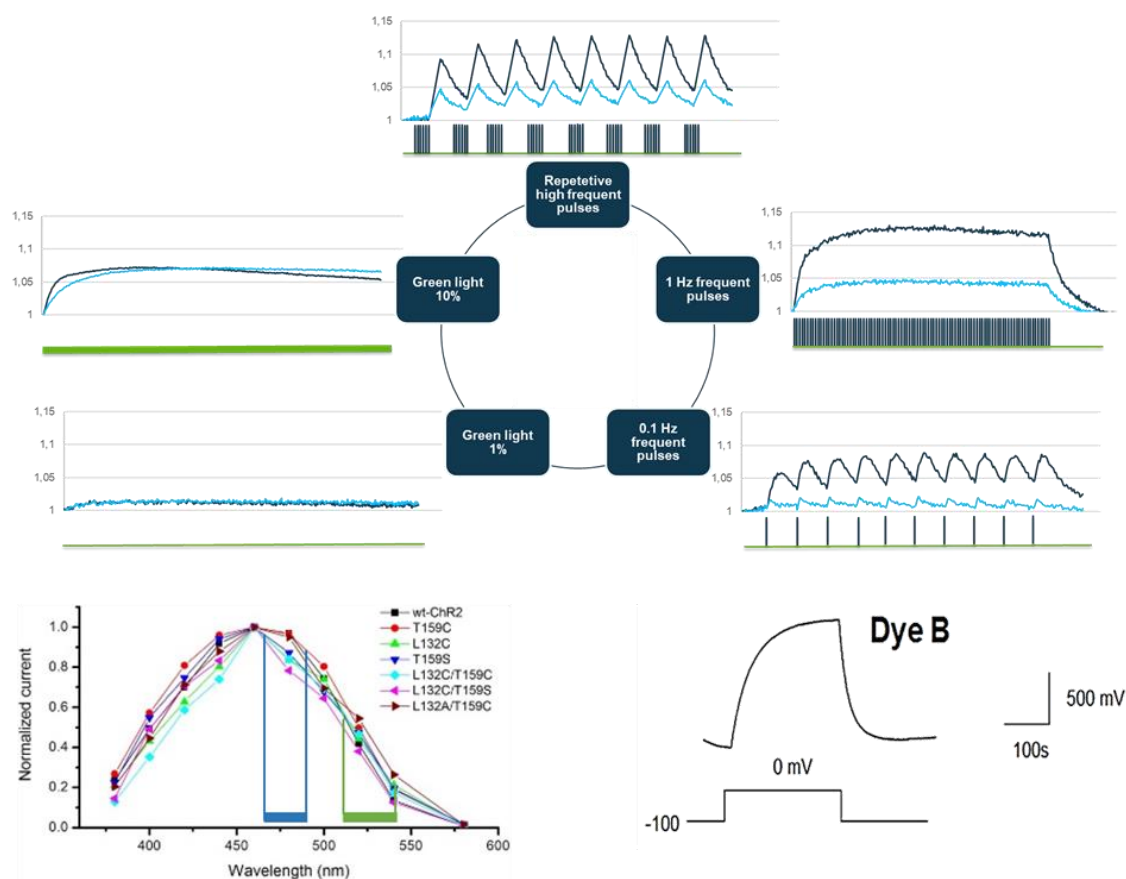 1,15
1,1
1,05
1
Repetetive
high frequent
pulses
1,15
1,1
1,05
1
Green light
10%
1 Hz frequent
pulses
1,15
1,1
1,05
1
1,15
1,1
1,05
1
Green light
1%
0.1 Hz
frequent
pulses
1,15
1,1
1,05
1
Normalized current
1.0
0.8
0.6
0.4
0.2
0.0
400 450 500 550 600
Wavelength (nm)
wt-ChR2
T159C
L132C
T159S
L132C/T159C
L132C/T159S
L132A/T159C
Dye B
500 mV
100s
0 mV
-100